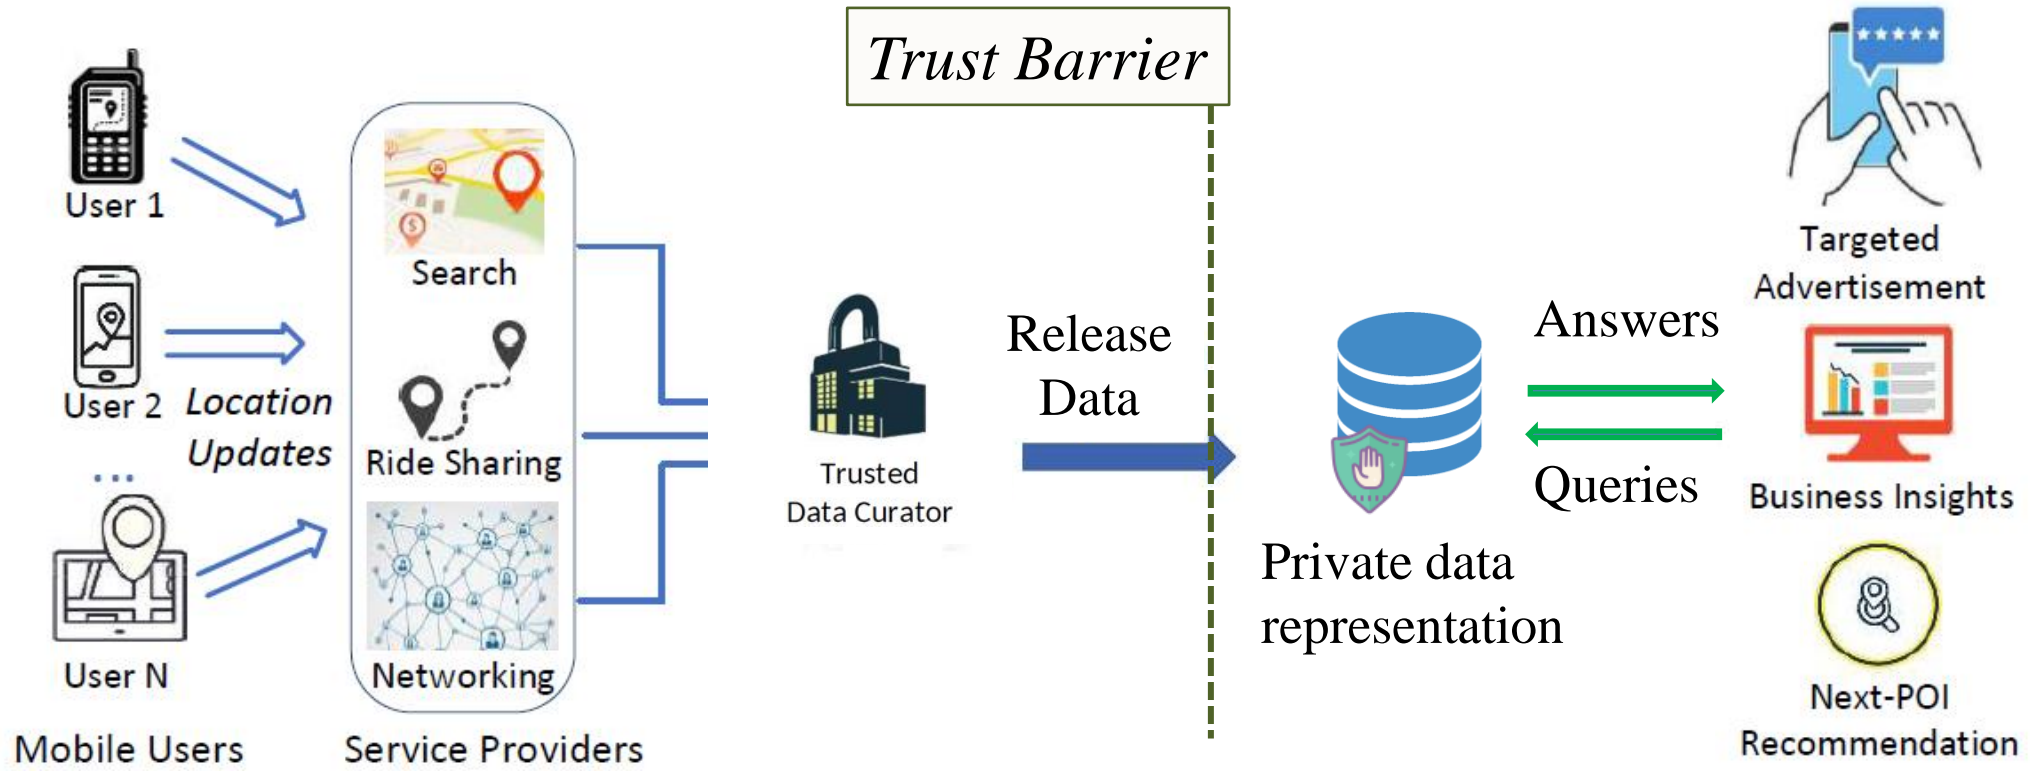 Trust Barrier
User 1
User 2
Location
Updates
...
User N
Mobile Users
Search
Ride Sharing
Networking
Service Providers
Trusted
Data Curator
Release
Data
Private data
representation
Answers
Queries
Targeted
Advertisement
Business Insights
Next-POI
Recommendation